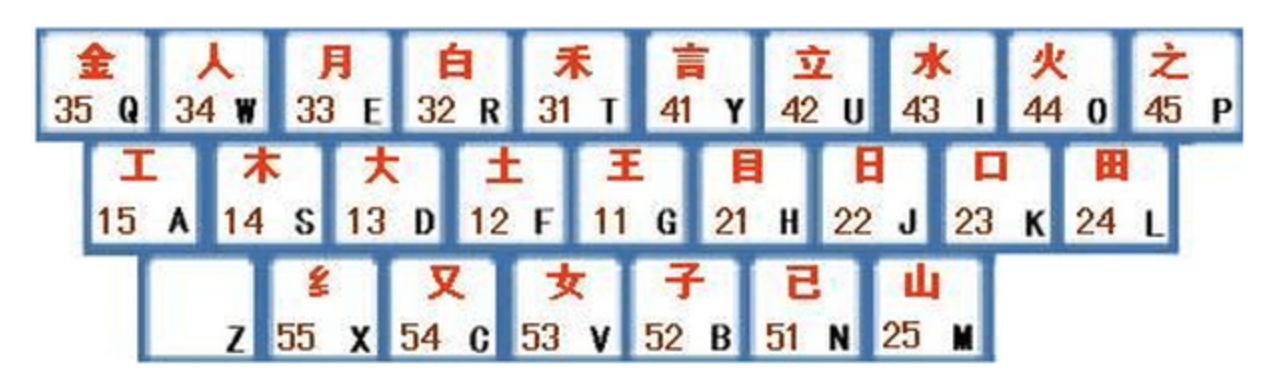 金 人 月 白 禾 言 立 水 火 之
35 Q 34 W 33 E 32 R 31 T 41 Y 42 U 43 I 44 O 45 P
工 木 大 土 王 目 日 口 田
15 A 14 S 13 D 12 F 11 G 21 H 22 J 23 K 24 L
纟 又 女 子 已 山
Z 55 X 54 C 53 V 52 B 51 N 25 M